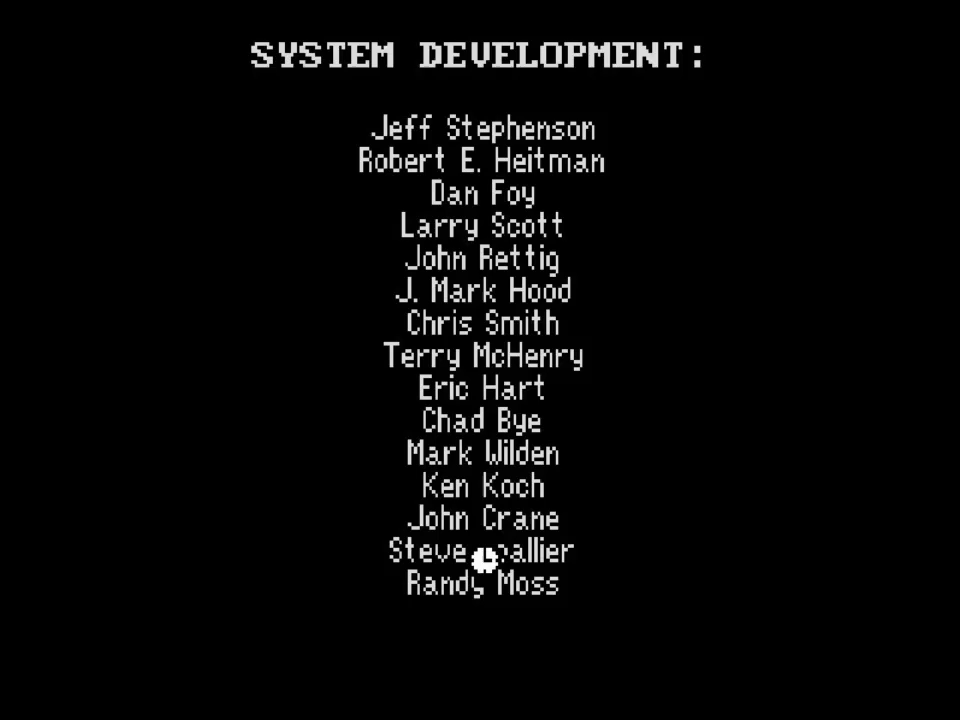 SYSTEM DEVELOPMENT:
Jeff Stephenson
Robert E. Heitman
Dan Foy
Larry Scott
John Rettig
J. Mark Hood
Chris Smith
Terry McHenry
Eric Hart
Chad Bye
Mark Wilden
Ken Koch
John Crane
Steve
Randy Moss